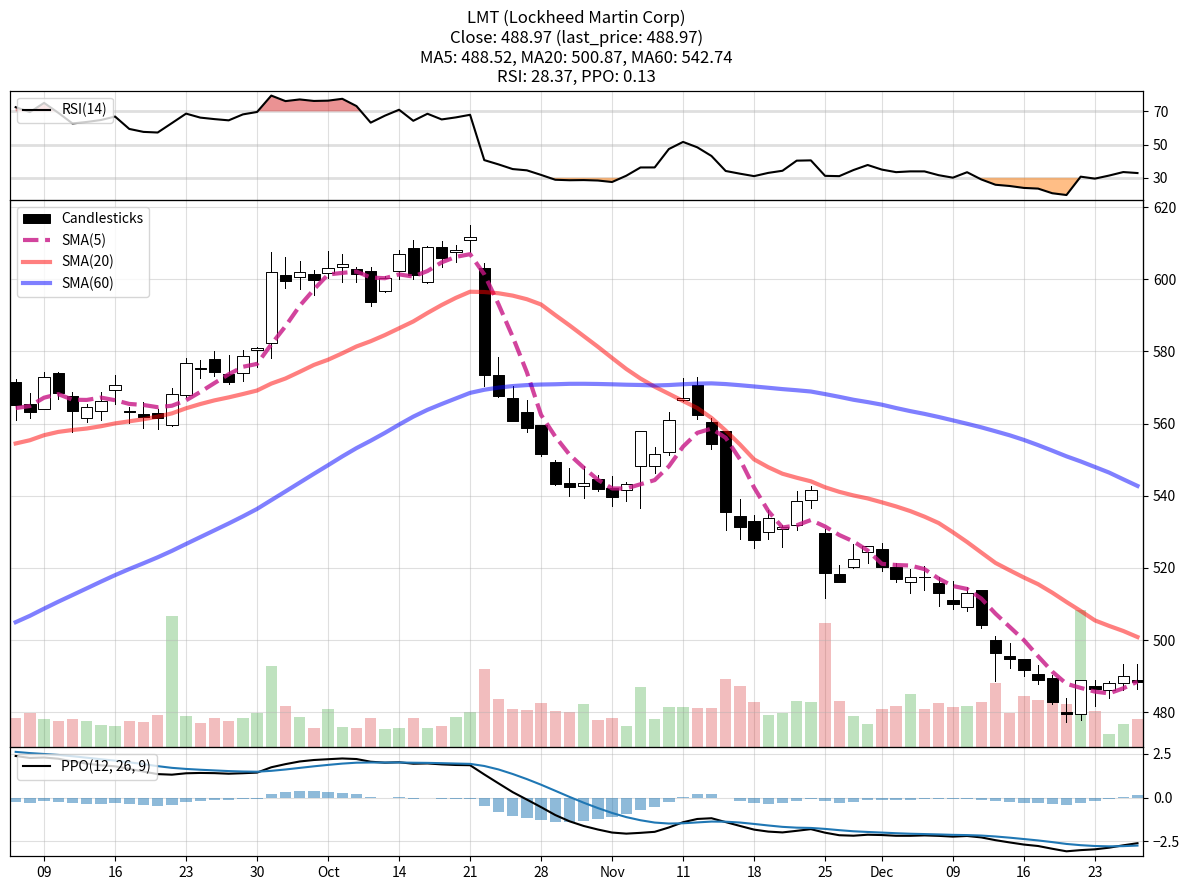 LMT (Lockheed Martin Corp)
Close: 488.97 (last_price: 488.97)
MA5: 488.52, MA20: 500.87, MA60: 542.74
RSI: 28.37, PPO: 0.13
RSI(14)
70
50
30
Candlesticks
SMA(5)
SMA(20)
SMA(60)
620
600
580
560
540
520
500
480
PPO(12, 26, 9)
2.5
0.0
−2.5
09 16 23 30 Oct 14 21 28 Nov 11 18 25 Dec 09 16 23